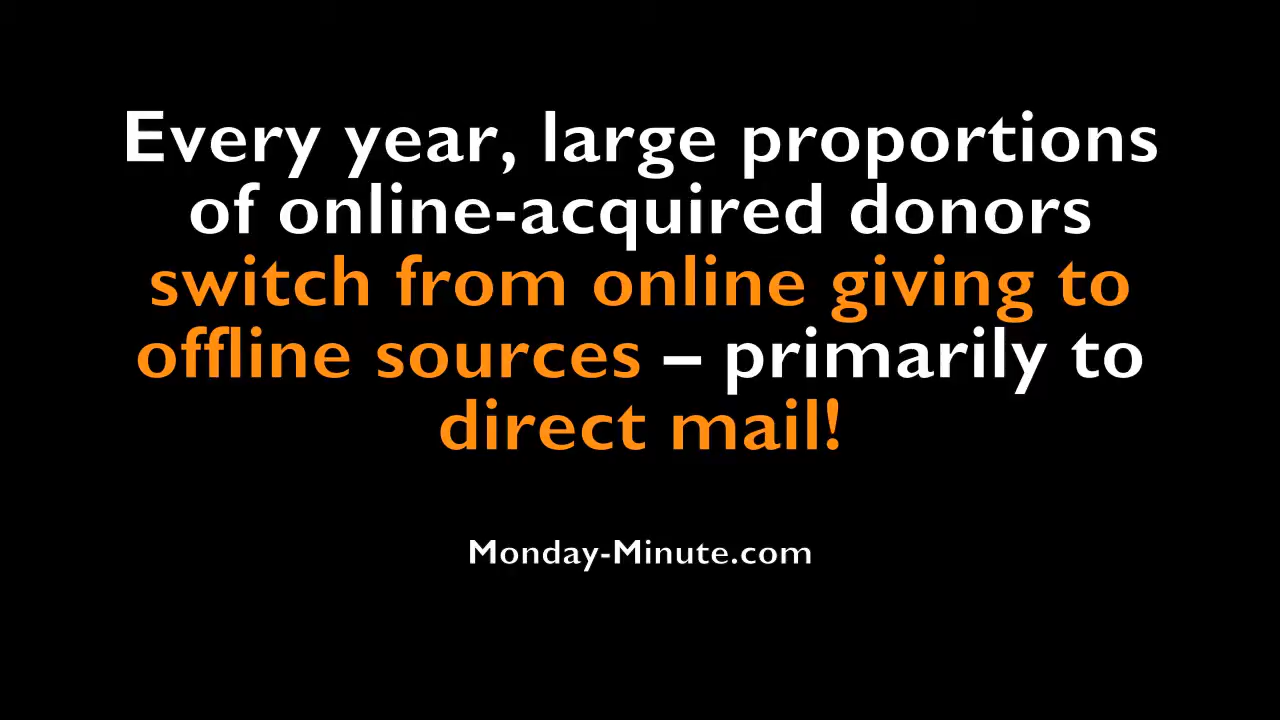 Every year, large proportions
of online-acquired donors
switch from online giving to
offline sources – primarily to
direct mail!
Monday-Minute.com